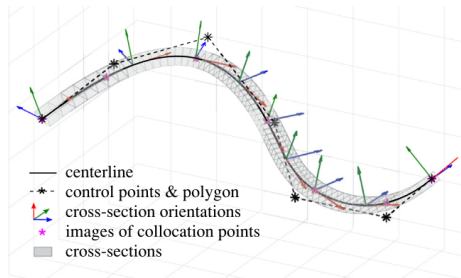 centerline
control points & polygon
cross-section orientations
images of collocation points
cross-sections